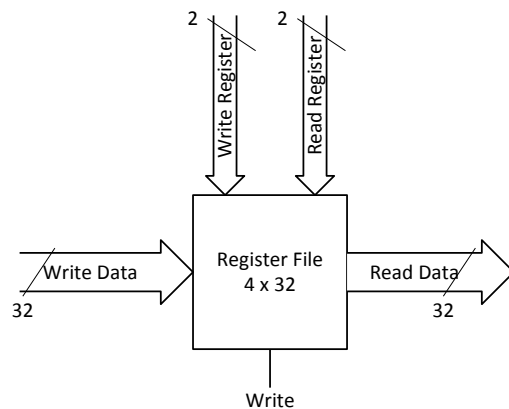 2
2
Write Register
Read Register
Write Data
32
Register File
4 x 32
Read Data
32
Write